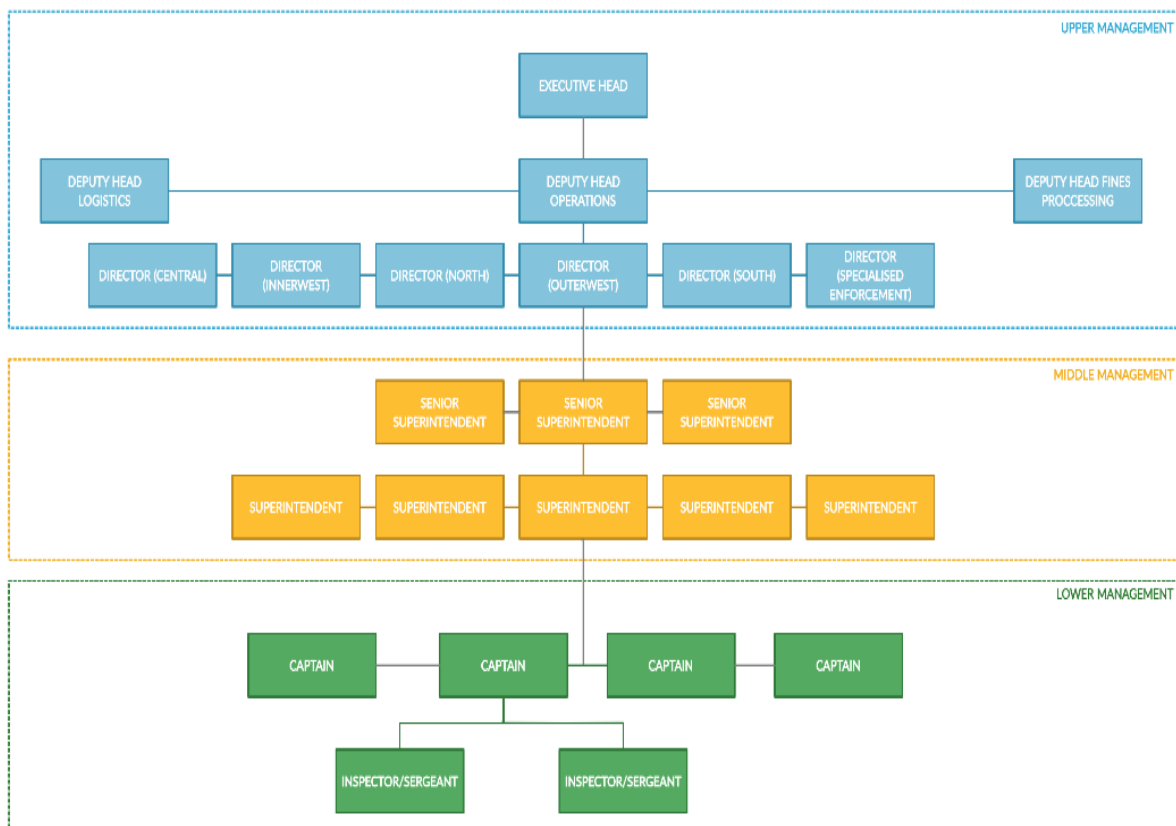 UPPER MANAGEMENT
EXECUTIVE HEAD
DEPUTY HEAD
LOGISTICS
DEPUTY HEAD
OPERATIONS
DEPUTY HEAD FINES
PROCCESSING
DIRECTOR (CENTRAL)
DIRECTOR
(INNERWEST)
DIRECTOR (NORTH)
DIRECTOR
(OUTERWEST)
DIRECTOR (SOUTH)
DIRECTOR
(SPECIALISED
ENFORCEMENT)
MIDDLE MANAGEMENT
SENIOR
SUPERINTENDENT
SENIOR
SUPERINTENDENT
SENIOR
SUPERINTENDENT
SUPERINTENDENT
SUPERINTENDENT
SUPERINTENDENT
SUPERINTENDENT
SUPERINTENDENT
LOWER MANAGEMENT
CAPTAIN
CAPTAIN
CAPTAIN
CAPTAIN
INSPECTOR/SERGEANT
INSPECTOR/SERGEANT